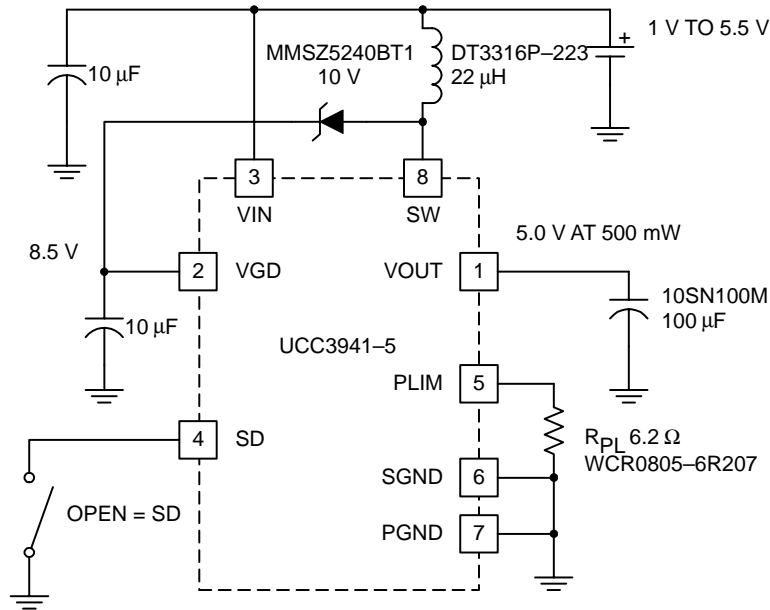 1 V TO 5.5 V
+
MMSZ5240BT1
10 V
DT3316P–223
22 μH
10 μF
3
VIN
8
SW
8.5 V
5.0 V AT 500 mW
2
VGD
VOUT
1
10 μF
10SN100M
100 μF
UCC3941–5
PLIM
5
4
SD
RPL 6.2 Ω
WCR0805–6R207
SGND
6
OPEN = SD
PGND
7